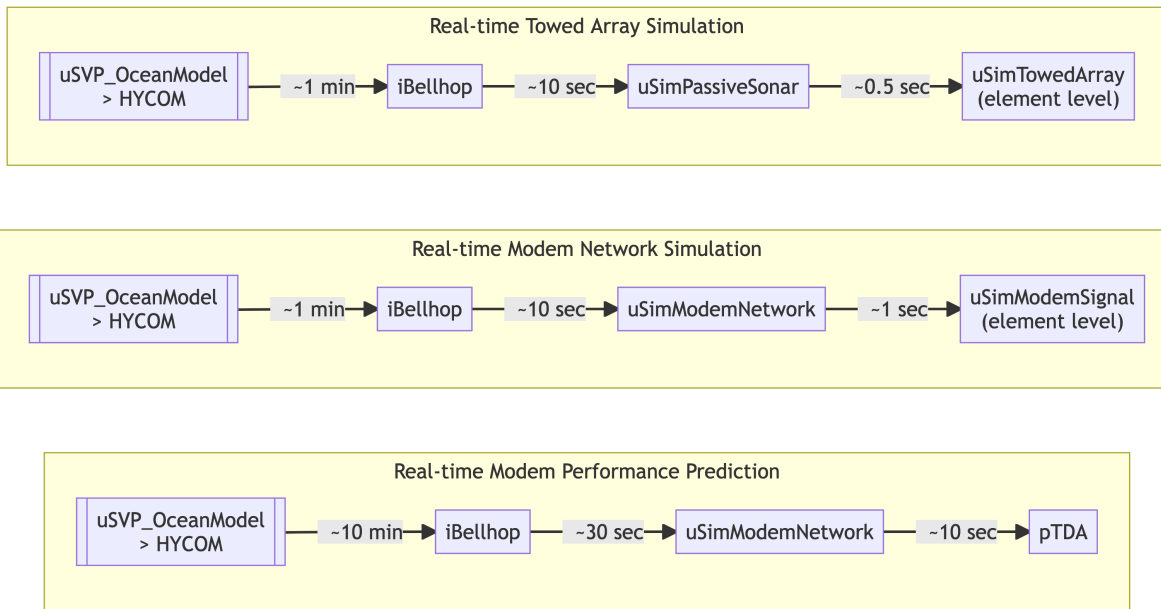 Real-time Towed Array Simulation
uSVP_OceanModel
> HYCOM
~1 min
iBellhop
~10 sec
uSimPassiveSonar
~0.5 sec
uSimTowedArray
(element level)
Real-time Modem Network Simulation
uSVP_OceanModel
> HYCOM
~1 min
iBellhop
~10 sec
uSimModemNetwork
~1 sec
uSimModemSignal
(element level)
Real-time Modem Performance Prediction
uSVP_OceanModel
> HYCOM
~10 min
iBellhop
~30 sec
uSimModemNetwork
~10 sec
pTDA